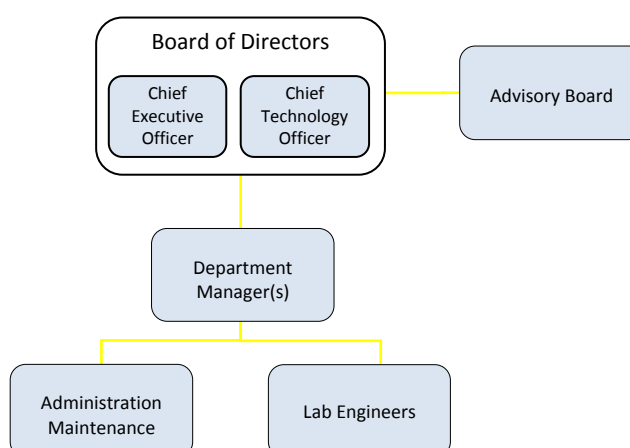 Board of Directors
Chief
Executive
Officer
Chief
Technology
Officer
Advisory Board
Department
Manager(s)
Administration
Maintenance
Lab Engineers